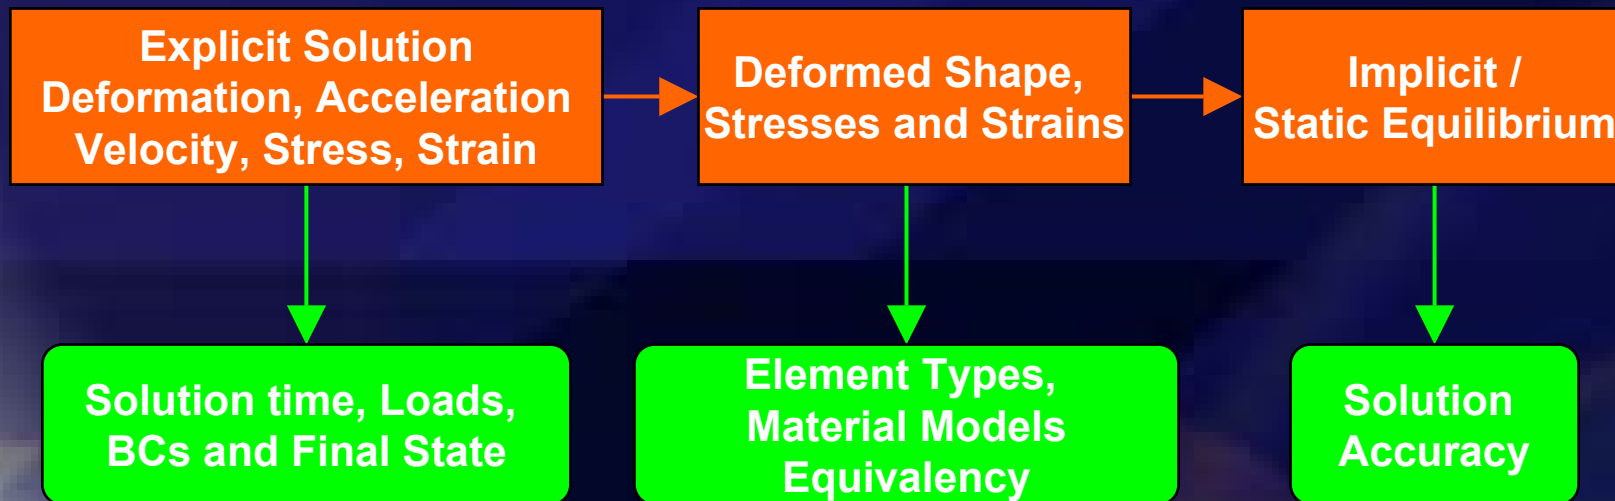 Explicit Solution
Deformation, Acceleration
Velocity, Stress, Strain
Deformed Shape,
Stresses and Strains
Implicit /
Static Equilibrium
Solution time, Loads,
BCs and Final State
Element Types,
Material Models
Equivalency
Solution
Accuracy